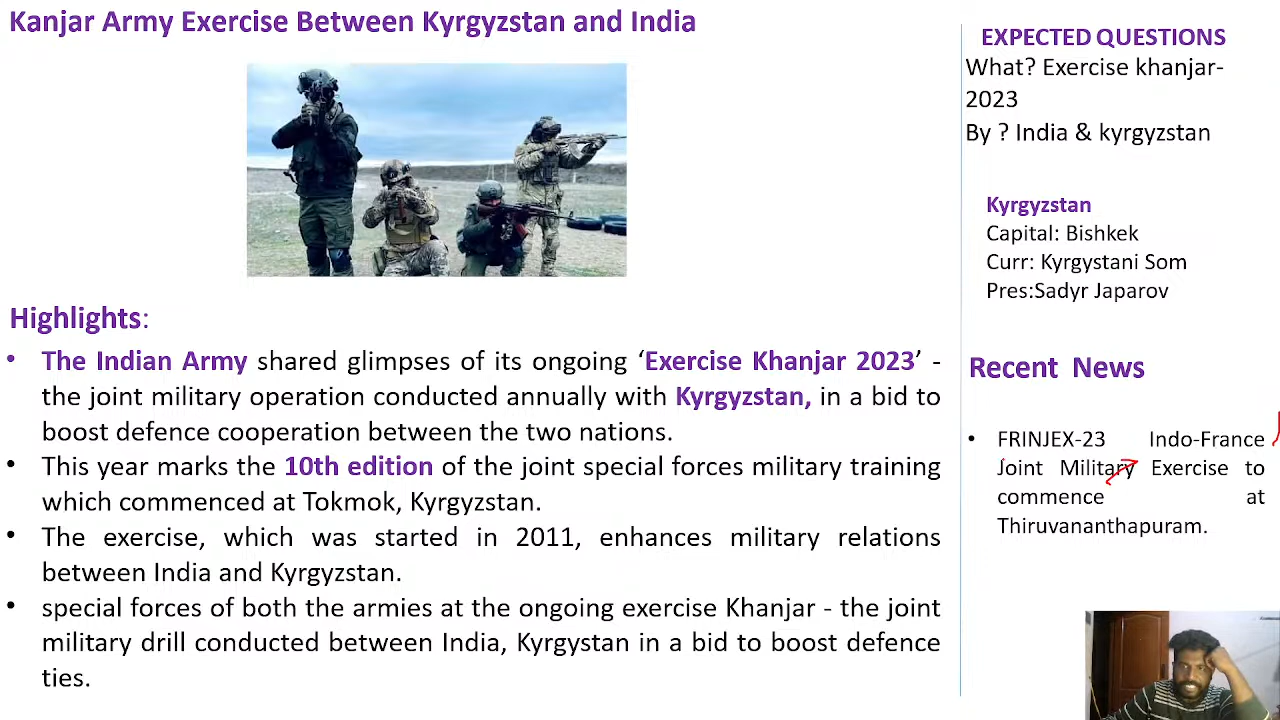 Kanjar Army Exercise Between Kyrgyzstan and India
Highlights:
• The Indian Army shared glimpses of its ongoing ‘Exercise Khanjar 2023’ -
the joint military operation conducted annually with Kyrgyzstan, in a bid to
boost defence cooperation between the two nations.
• This year marks the 10th edition of the joint special forces military training
which commenced at Tokmok, Kyrgyzstan.
• The exercise, which was started in 2011, enhances military relations
between India and Kyrgyzstan.
• special forces of both the armies at the ongoing exercise Khanjar - the joint
military drill conducted between India, Kyrgystan in a bid to boost defence
ties.
EXPECTED QUESTIONS
What? Exercise khanjar-
2023
By ? India & kyrgyzstan
Kyrgyzstan
Capital: Bishkek
Curr: Kyrgystani Som
Pres:Sadyr Japarov
Recent News
• FRINJEX-23 Indo-France
Joint Military Exercise to
commence at
Thiruvananthapuram.